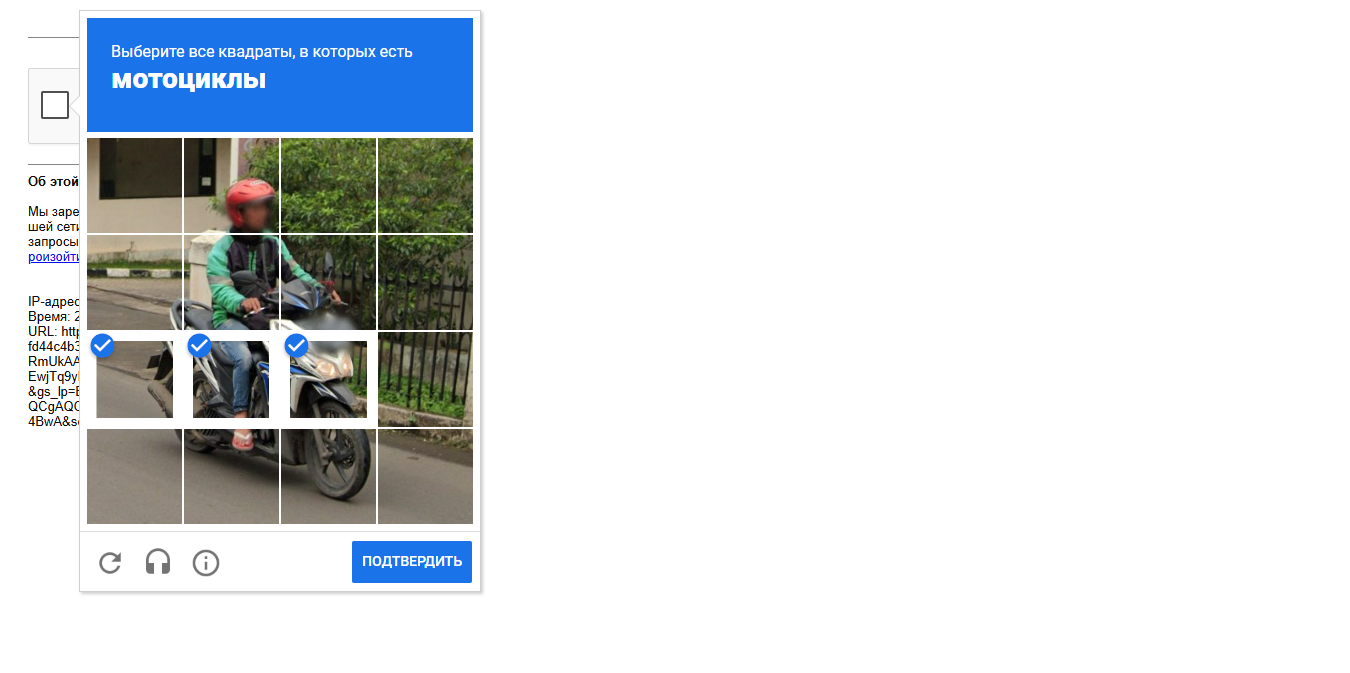 Выберите все квадраты, в которых есть
мотоциклы
Об этой
Мы заре
шей сети
запросы
роизойти
IP-адрес
Время: 2
URL: http
fd44c4b3
RmUkAA
EwjTq9y
&gs_lp=E
QCgAQC
4BwA&s
ПОДТВЕРДИТЬ